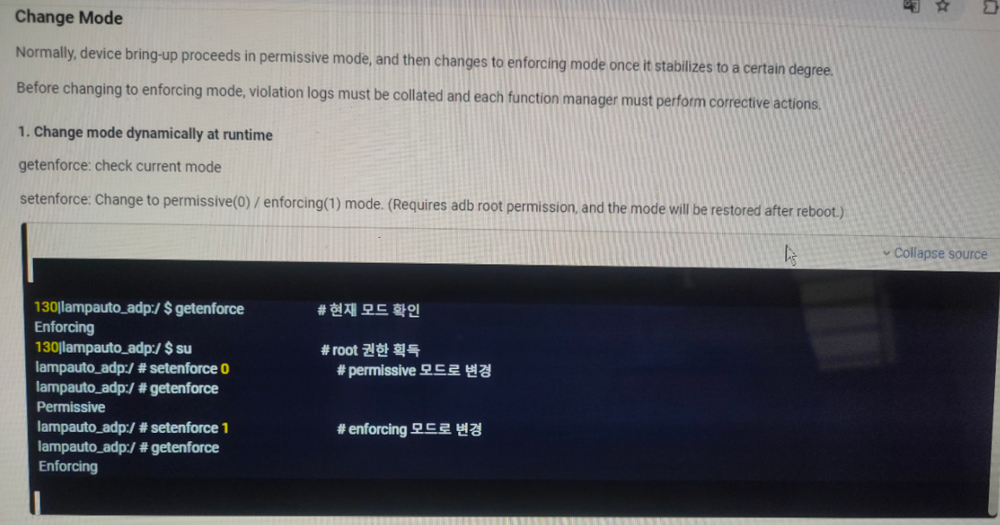 Change Mode
Normally, device bring-up proceeds in permissive mode, and then changes to enforcing mode once it stabilizes to a certain degree.
Before changing to enforcing mode, violation logs must be collated and each function manager must perform corrective actions.
1. Change mode dynamically at runtime
getenforce: check current mode
setenforce: Change to permissive(0) / enforcing(1) mode. (Requires adb root permission, and the mode will be restored after reboot.)
Collapse source
130|lampauto_adp:/ $ getenforce # 현재 모드 확인
Enforcing
130|lampauto_adp:/ $ su # root 권한 획득
lampauto_adp:/ # setenforce 0 # permissive 모드로 변경
lampauto_adp:/ # getenforce
Permissive
lampauto_adp:/ # setenforce 1 # enforcing 모드로 변경
lampauto_adp:/ # getenforce
Enforcing